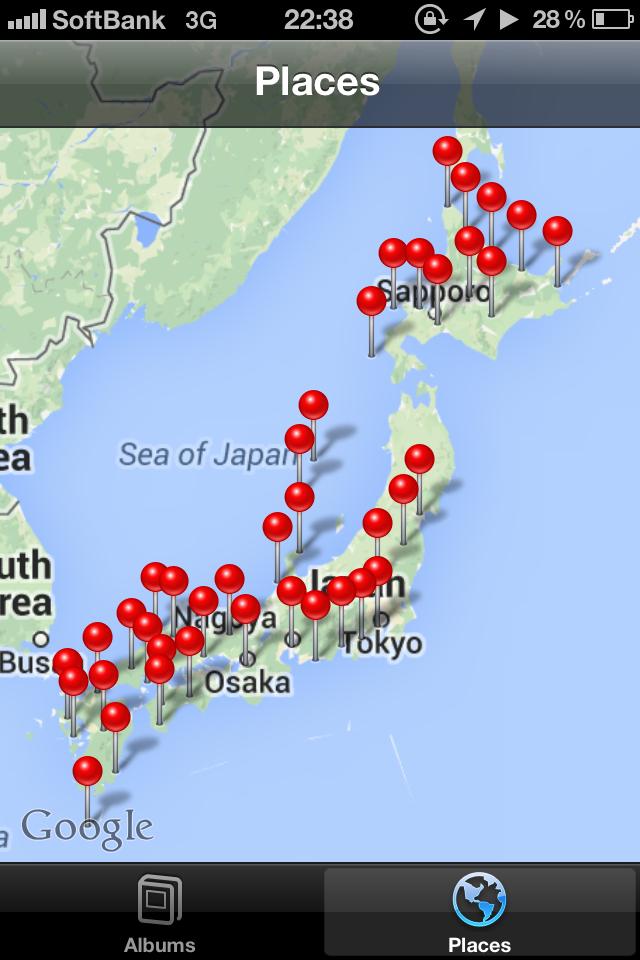 SoftBank 3G 22:38 28 %
Places
Sapporo
th
ea
Sea of Japan
uth
rea
Japan
Nagoya
Bus
Tokyo
Osaka
a
Google
Albums
Places